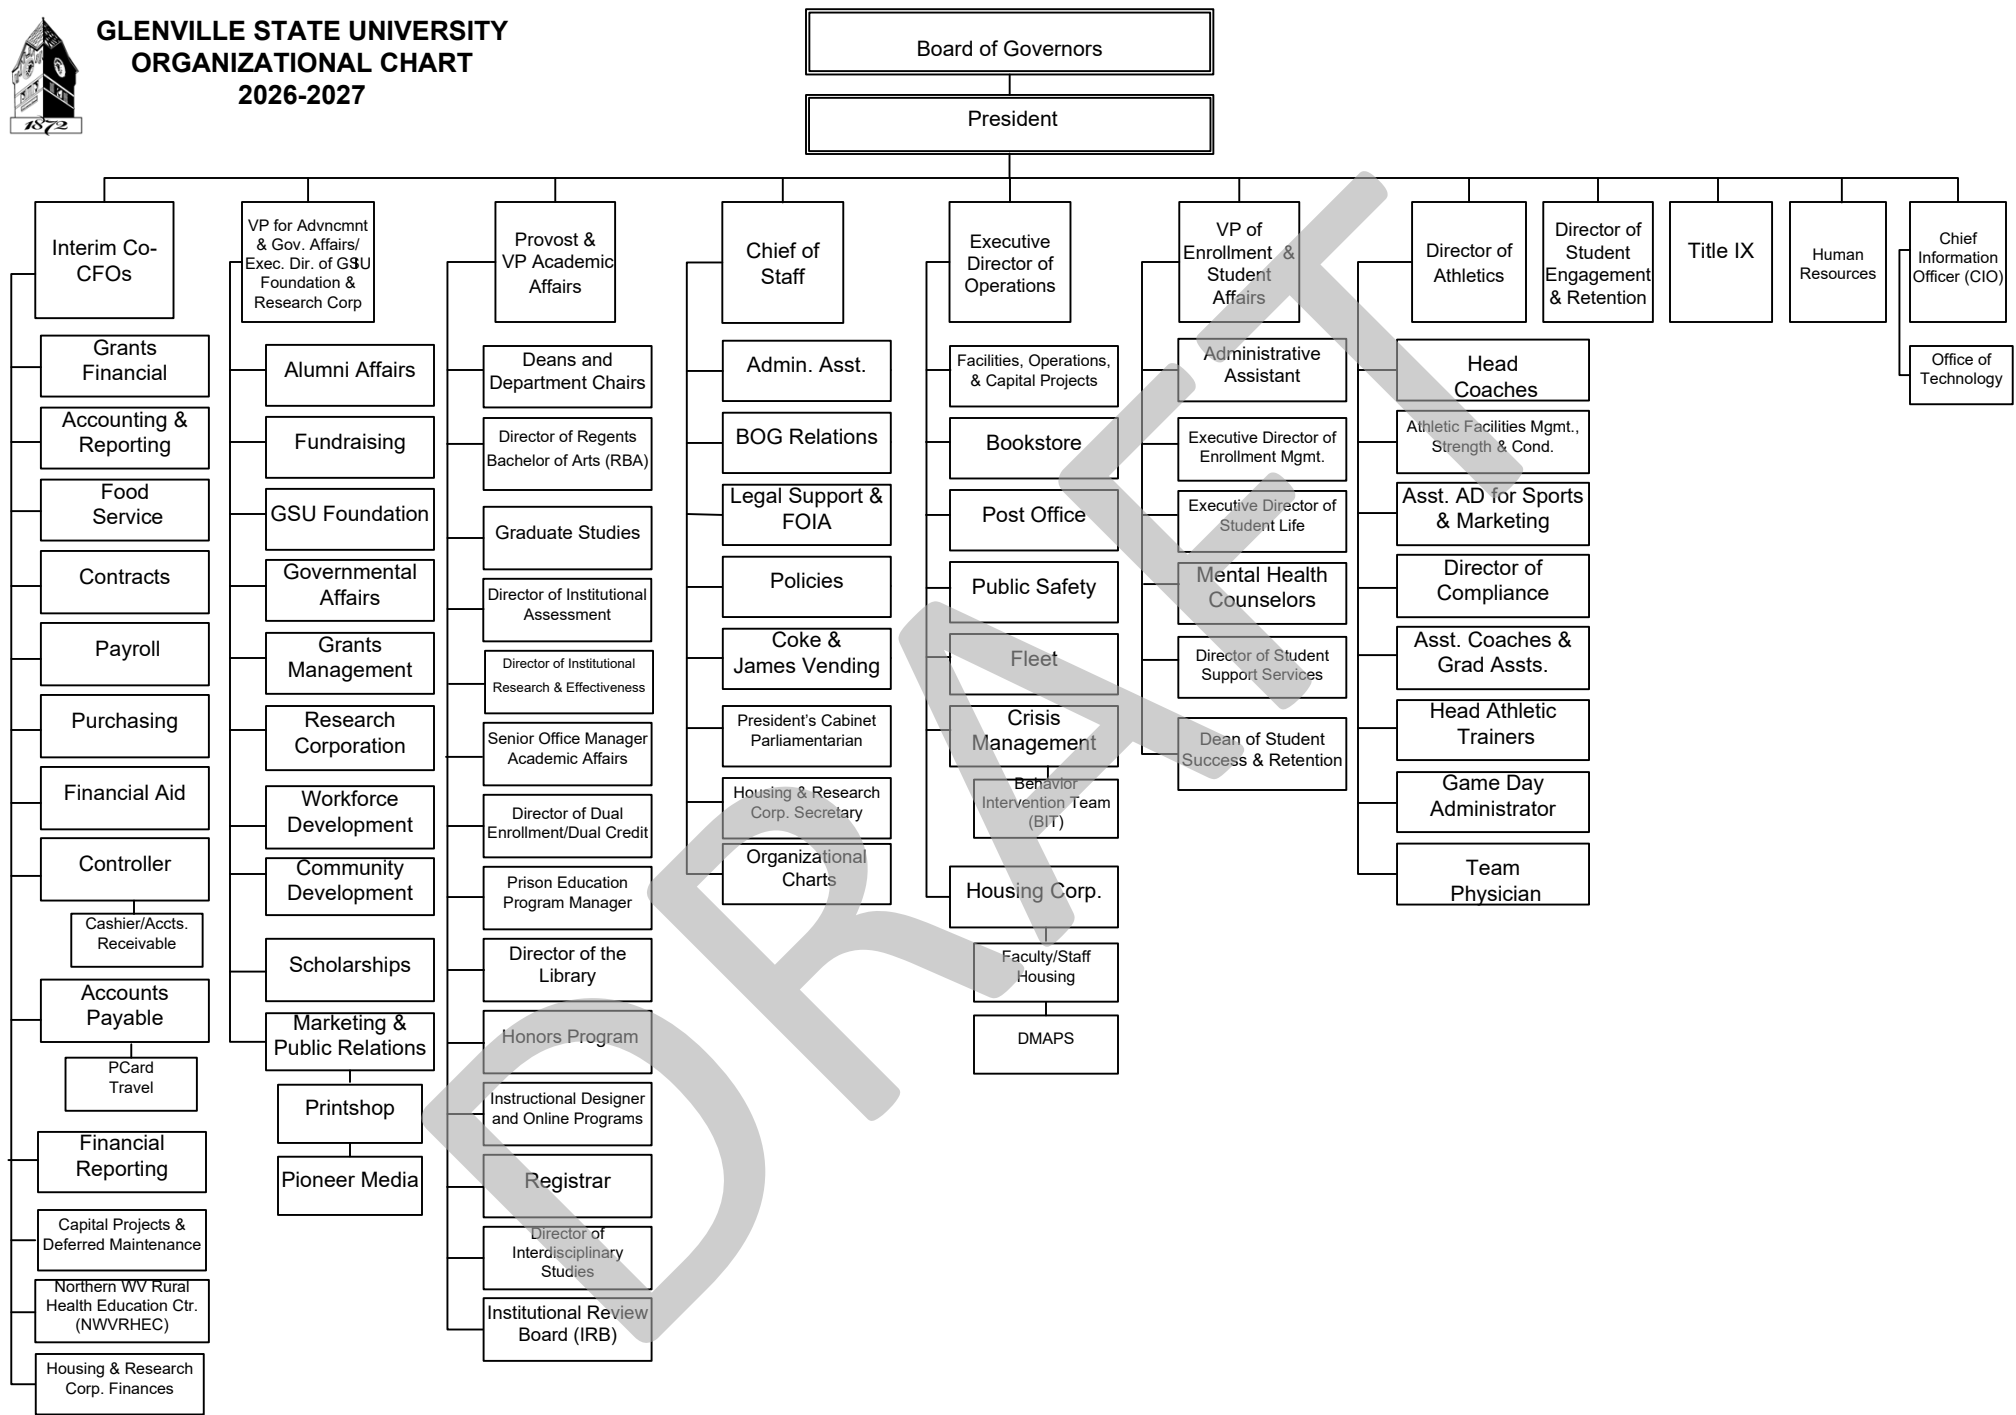 GLENVILLE STATE UNIVERSITY
ORGANIZATIONAL CHART
2026-2027
1872
Board of Governors
President
Interim Co-
CFOs
Grants
Financial
Accounting &
Reporting
Food
Service
Contracts
Payroll
Purchasing
Financial Aid
Controller
Cashier/Accts.
Receivable
Accounts
Payable
PCard
Travel
Financial
Reporting
Capital Projects &
Deferred Maintenance
Northern WV Rural
Health Education Ctr.
(NWVRHEC)
Housing & Research
Corp. Finances
VP for Advncmnt
& Gov. Affairs/
Exec. Dir. of GSU
Foundation &
Research Corp
Alumni Affairs
Fundraising
GSU Foundation
Governmental
Affairs
Grants
Management
Research
Corporation
Workforce
Development
Community
Development
Scholarships
Marketing &
Public Relations
Printshop
Pioneer Media
Provost &
VP Academic
Affairs
Deans and
Department Chairs
Director of Regents
Bachelor of Arts (RBA)
Graduate Studies
Director of Institutional
Assessment
Director of Institutional
Research & Effectiveness
Senior Office Manager
Academic Affairs
Director of Dual
Enrollment/Dual Credit
Prison Education
Program Manager
Director of the
Library
Honors Program
Instructional Designer
and Online Programs
Registrar
Director of
Interdisciplinary
Studies
Institutional Review
Board (IRB)
Chief of
Staff
Admin. Asst.
BOG Relations
Legal Support &
FOIA
Policies
Coke &
James Vending
President’s Cabinet
Parliamentarian
Housing & Research
Corp. Secretary
Organizational
Charts
Executive
Director of
Operations
Facilities, Operations,
& Capital Projects
Bookstore
Post Office
Public Safety
Fleet
Crisis
Management
Behavior
Intervention Team
(BIT)
Housing Corp.
Faculty/Staff
Housing
DMAPS
VP of
Enrollment &
Student
Affairs
Administrative
Assistant
Executive Director of
Enrollment Mgmt.
Executive Director of
Student Life
Mental Health
Counselors
Director of Student
Support Services
Dean of Student
Success & Retention
Director of
Athletics
Head
Coaches
Athletic Facilities Mgmt.,
Strength & Cond.
Asst. AD for Sports
& Marketing
Director of
Compliance
Asst. Coaches &
Grad Assts.
Head Athletic
Trainers
Game Day
Administrator
Team
Physician
Director of
Student
Engagement
& Retention
Title IX
Human
Resources
Chief
Information
Officer (CIO)
Office of
Technology
DRAFT